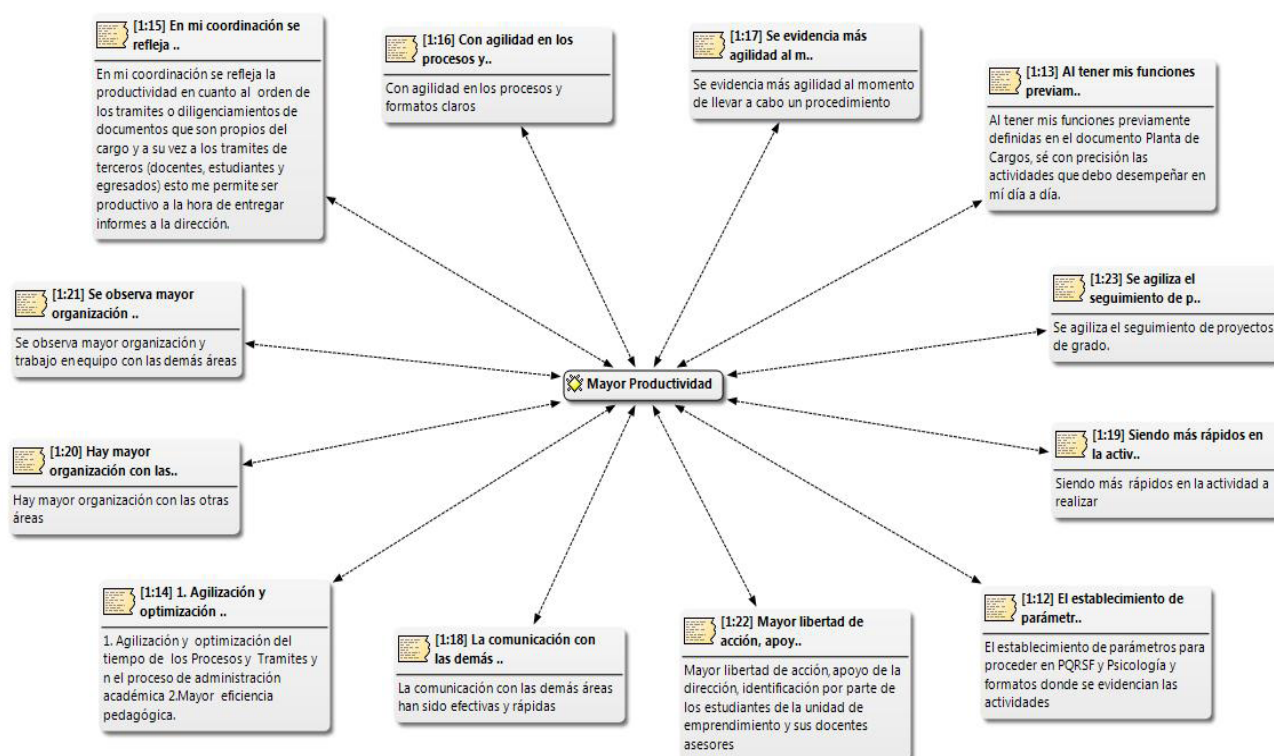 [1:15] En mi coordinación se
refleja ..
En mi coordinación se refleja la
productividad en cuanto al orden de
los tramites o diligenciamientos de
documentos que son propios del
cargo y a su vez a los tramites de
terceros (docentes, estudiantes y
egresados) esto me permite ser
productivo a la hora de entregar
informes a la dirección.
[1:16] Con agilidad en los
procesos y..
Con agilidad en los procesos y
formatos claros
[1:17] Se evidencia más
agilidad al m..
Se evidencia más agilidad al momento
de llevar a cabo un procedimiento
[1:13] Al tener mis funciones
previam..
Al tener mis funciones previamente
definidas en el documento Planta de
Cargos, sé con precisión las
actividades que debo desempeñar en
mí día a día.
[1:21] Se observa mayor
organización ..
Se observa mayor organización y
trabajo en equipo con las demás áreas
[1:23] Se agiliza el
seguimiento de p..
Se agiliza el seguimiento de proyectos
de grado.
Mayor Productividad
[1:20] Hay mayor
organización con las..
Hay mayor organización con las otras
áreas
[1:19] Siendo más rápidos en
la activ..
Siendo más rápidos en la actividad a
realizar
[1:14] 1. Agilización y
optimización ..
1. Agilización y optimización del
tiempo de los Procesos y Tramites y
n el proceso de administración
académica 2.Mayor eficiencia
pedagógica.
[1:18] La comunicación con
las demás ..
La comunicación con las demás áreas
han sido efectivas y rápidas
[1:22] Mayor libertad de
acción, apoy..
Mayor libertad de acción, apoyo de la
dirección, identificación por parte de
los estudiantes de la unidad de
emprendimiento y sus docentes
asesores
[1:12] El establecimiento de
parámetr..
El establecimiento de parámetros para
proceder en PQRSF y Psicología y
formatos donde se evidencian las
actividades